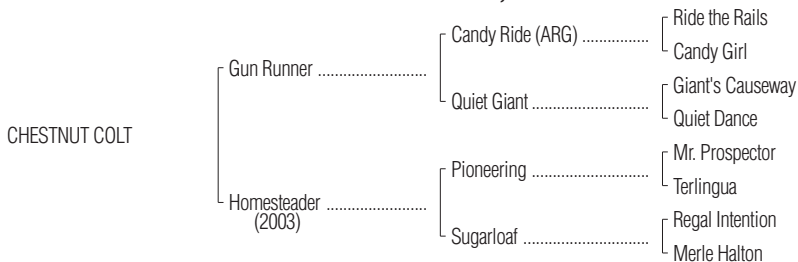 Ride the Rails
Candy Ride (ARG) ................
Candy Girl
Gun Runner ..........................
Giant's Causeway
Quiet Giant ............................
Quiet Dance
CHESTNUT COLT
Mr. Prospector
Pioneering ............................
Terlingua
Homesteader ........................
(2003)
Regal Intention
Sugarloaf ..............................
Merle Halton